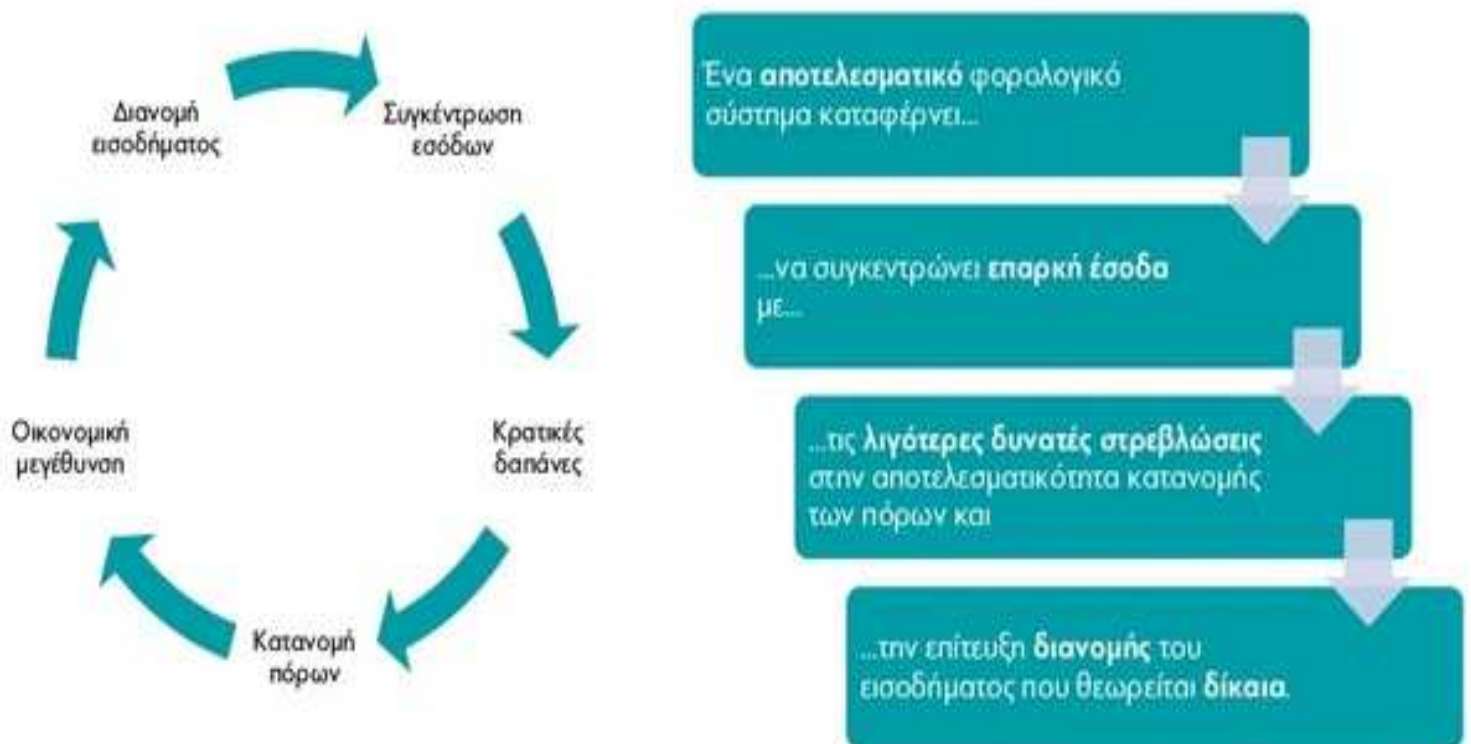 Διανομή
εισοδήματος
Συγκέντρωση
εσόδων
Κρατικές
δαπάνες
Κατανομή
πόρων
Οικονομική
μεγέθυνση
Ένα αποτελεσματικό φορολογικό
σύστημα καταφέρνει...
...να συγκεντρώνει επαρκή έσοδα
με...
...τις λιγότερες δυνατές στρεβλώσεις
στην αποτελεσματικότητα κατανομής
των πόρων και
...την επίτευξη διανομής του
εισοδήματος που θεωρείται δίκαια.